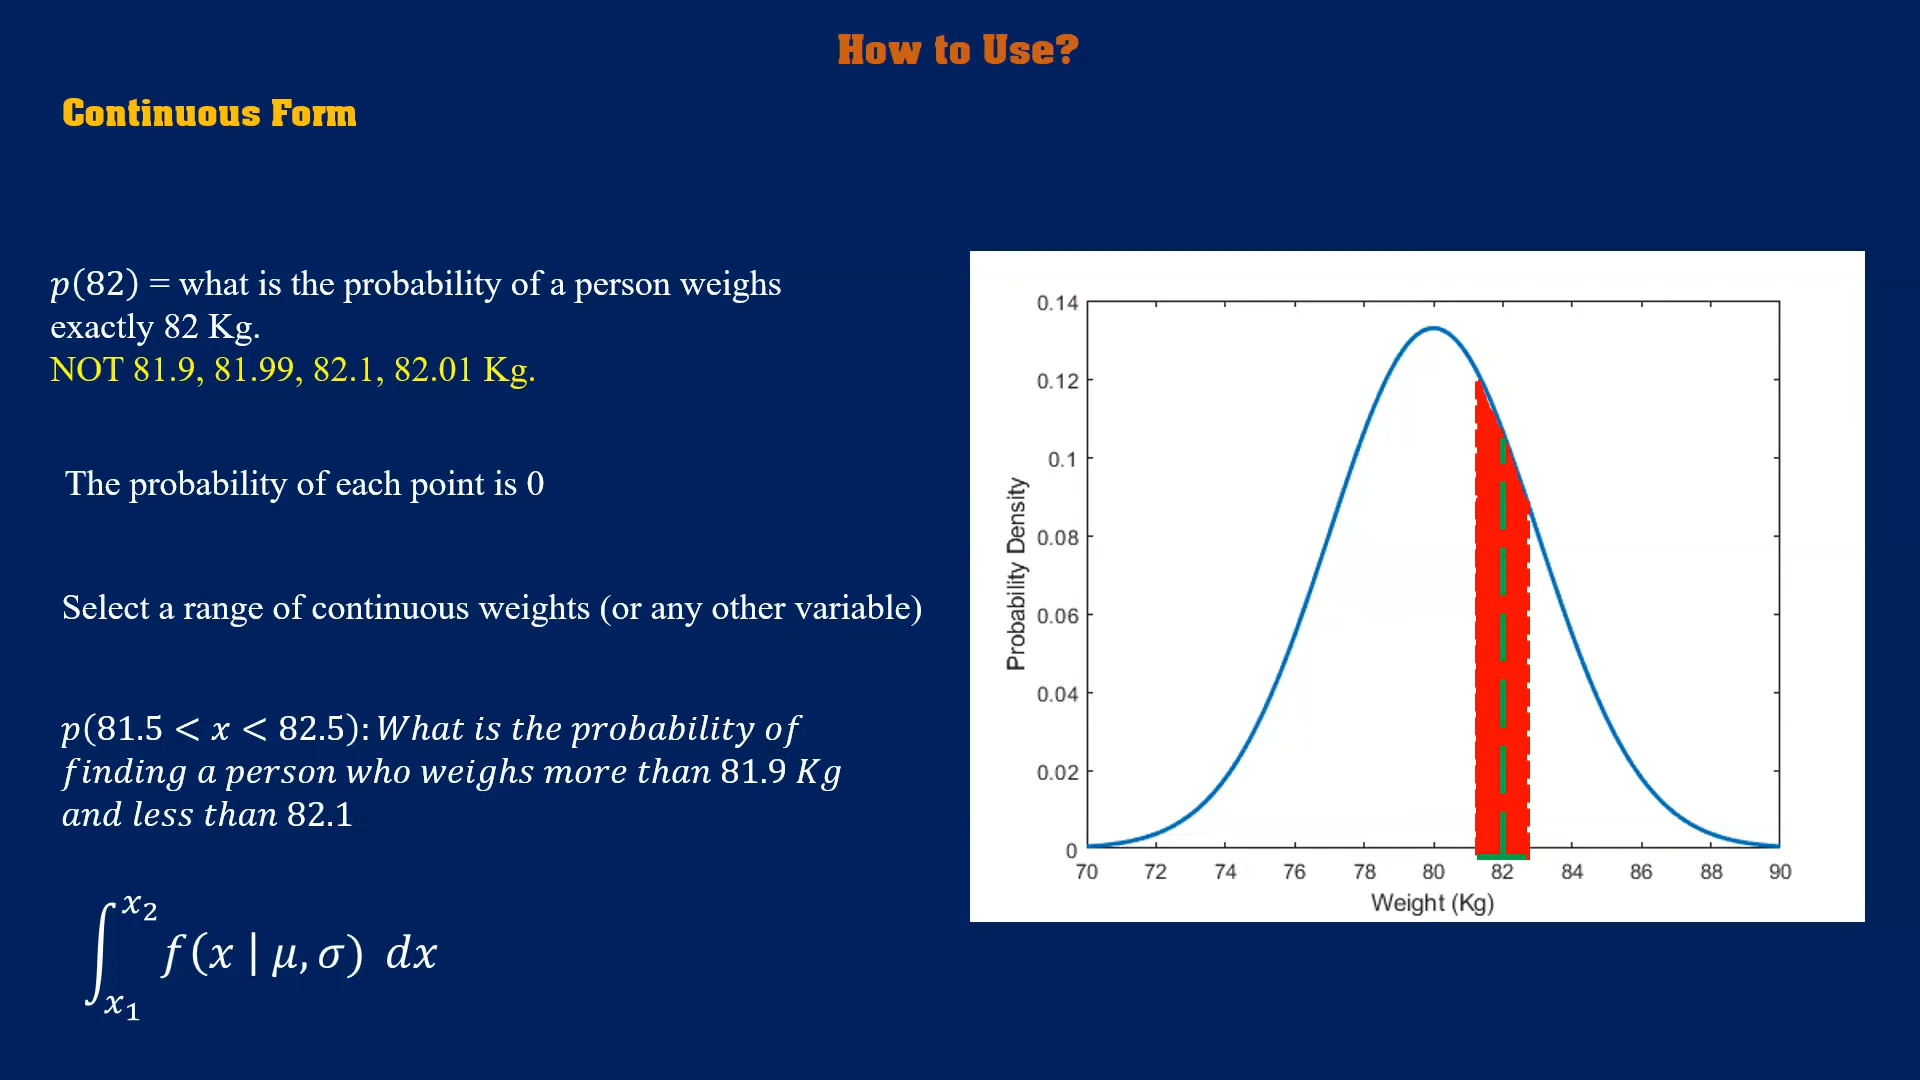 How to Use?
Continuous Form
p(82) = what is the probability of a person weighs
exactly 82 Kg.
NOT 81.9, 81.99, 82.1, 82.01 Kg.
The probability of each point is 0
Select a range of continuous weights (or any other variable)
p(81.5 < x < 82.5): What is the probability of
finding a person who weighs more than 81.9 Kg
and less than 82.1
∫_{x₁}^{x₂} f(x | μ, σ) dx
0.14
0.12
0.1
0.08
0.06
0.04
0.02
0
Probability Density
70 72 74 76 78 80 82 84 86 88 90
Weight (Kg)